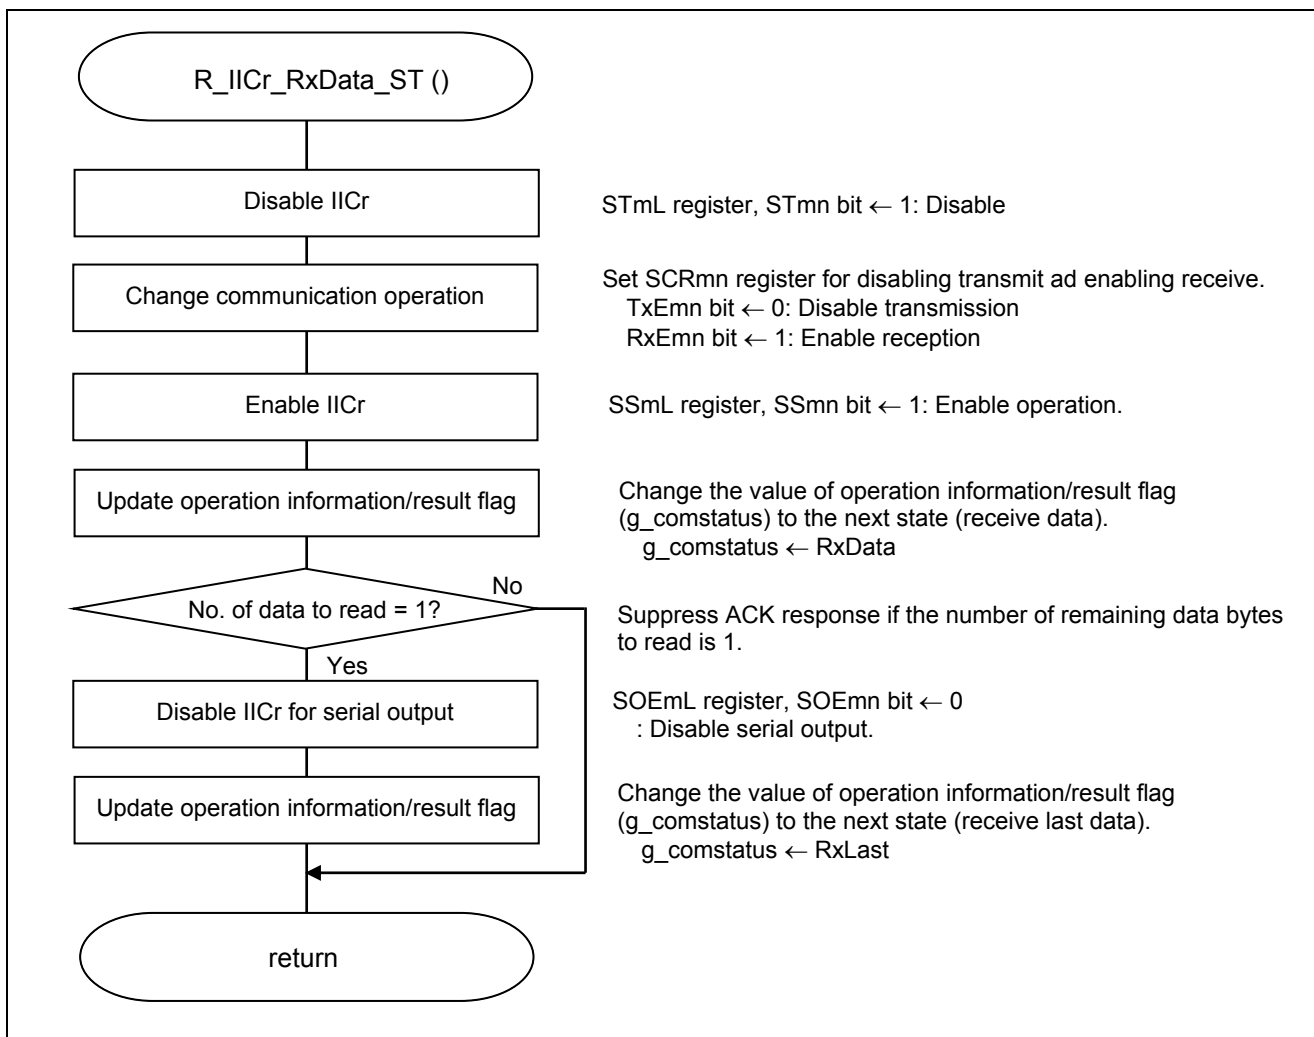 R_IICr_RxData_ST ()
Disable IICr
STmL register, STmn bit ← 1: Disable
Change communication operation
Set SCRmn register for disabling transmit ad enabling receive.
TxEmn bit ← 0: Disable transmission
RxEmn bit ← 1: Enable reception
Enable IICr
SSmL register, SSmn bit ← 1: Enable operation.
Update operation information/result flag
Change the value of operation information/result flag
(g_comstatus) to the next state (receive data).
g_comstatus ← RxData
No
No. of data to read = 1?
Suppress ACK response if the number of remaining data bytes
to read is 1.
Yes
Disable IICr for serial output
SOEmL register, SOEmn bit ← 0
: Disable serial output.
Update operation information/result flag
Change the value of operation information/result flag
(g_comstatus) to the next state (receive last data).
g_comstatus ← RxLast
return